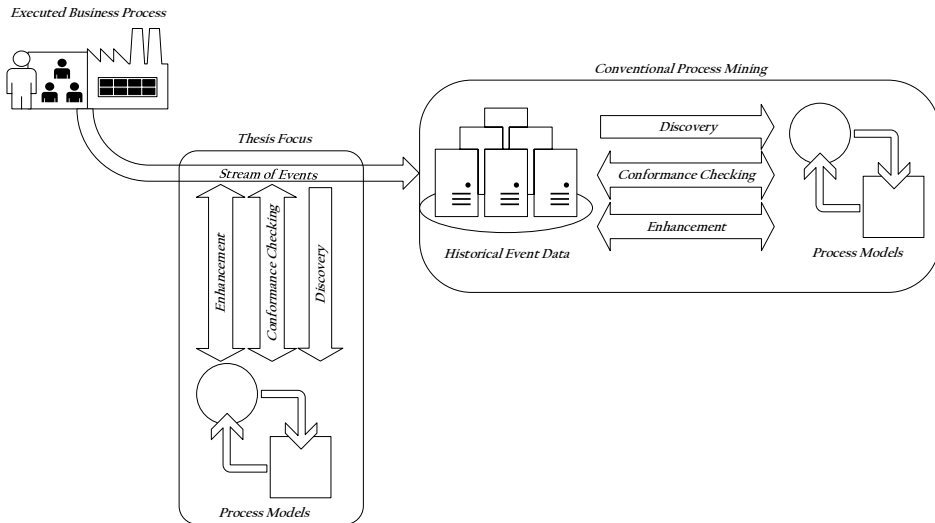 Executed Business Process
Conventional Process Mining
Thesis Focus
Stream of Events
Discovery
Conformance Checking
Enhancement
Historical Event Data
Process Models
Enhancement
Conformance Checking
Discovery
Process Models